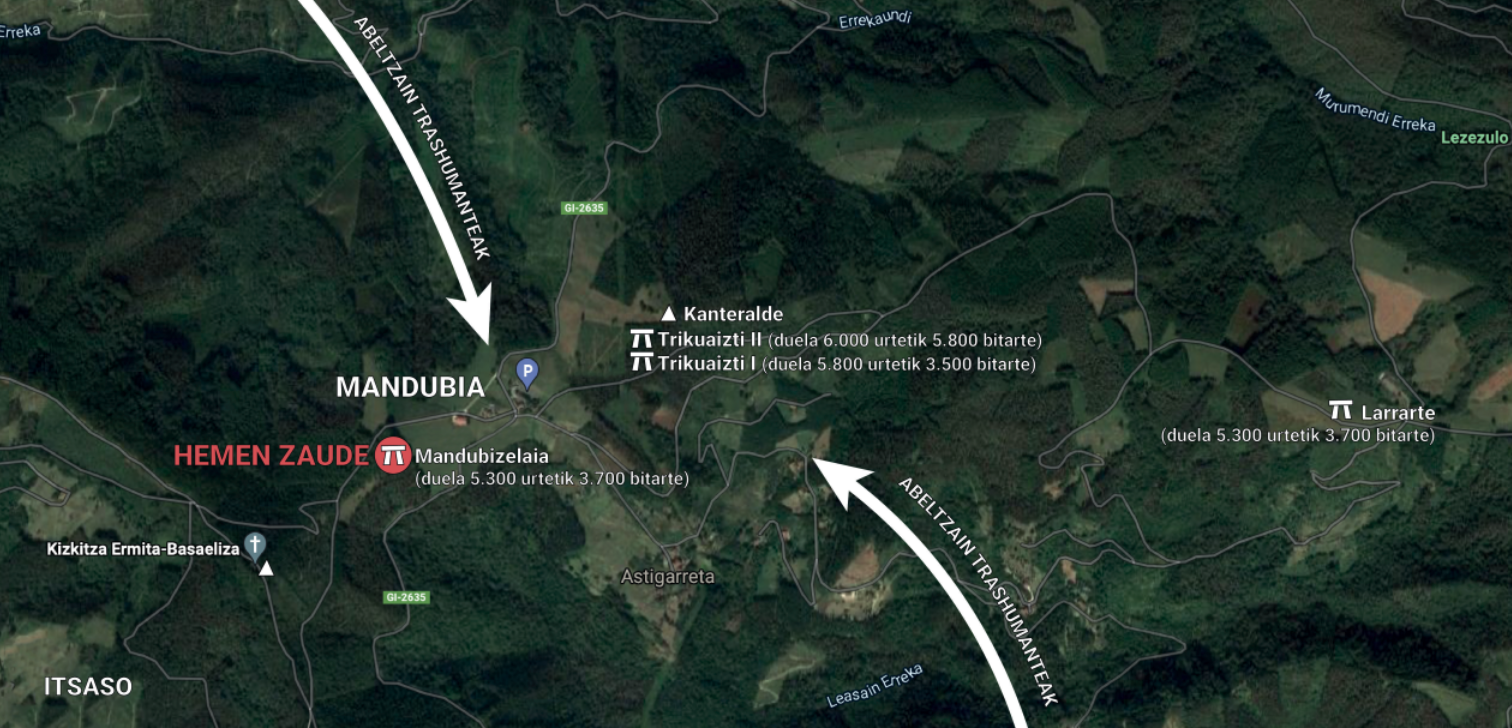 Erreka
Errekaundi
ABELTZAIN TRASHUMANTEAK
Murumendi Erreka
Lezezulo
GI-2635
Kanteralde
Trikuaizti II (duela 6.000 urtetik 5.800 bitarte)
Trikuaizti I (duela 5.800 urtetik 3.500 bitarte)
P
MANDUBIA
Larrarte
(duela 5.300 urtetik 3.700 bitarte)
HEMEN ZAUDE
Mandubizelaia
(duela 5.300 urtetik 3.700 bitarte)
ABELTZAIN TRASHUMANTEAK
Kizkitza Ermita-Basaeliza
Astigarreta
GI-2635
Leasain Erreka
ITSASO